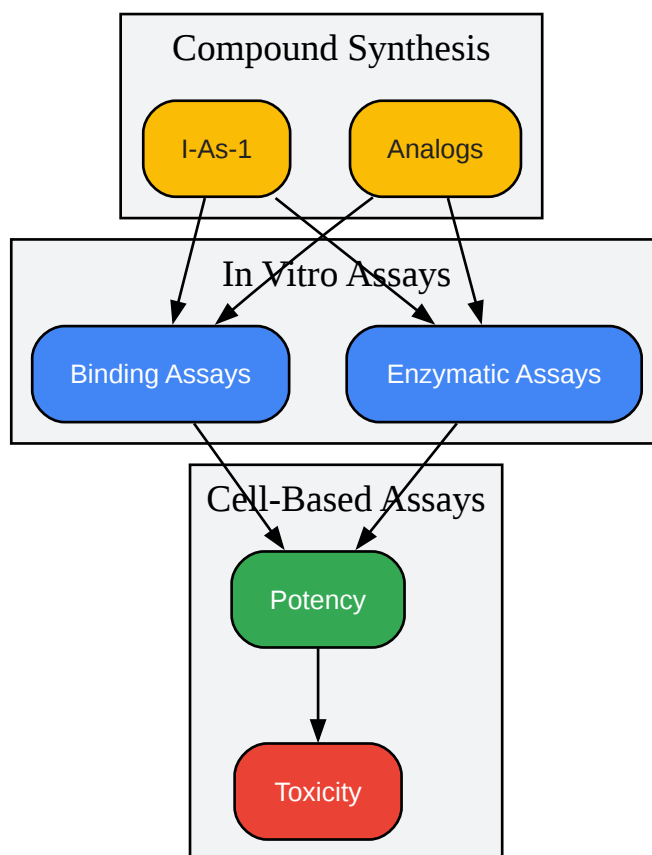 Compound Synthesis
I-As-1
Analogs
In Vitro Assays
Binding Assays
Enzymatic Assays
Cell-Based Assays
Potency
Toxicity